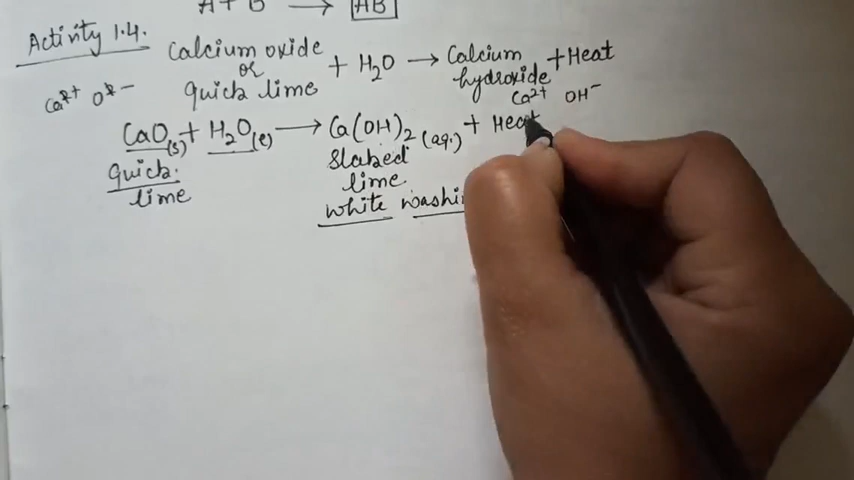 A + B → AB
Activity 1.4.
Calcium oxide or quick lime + H2O → Calcium hydroxide + Heat
Ca2+ O2-
Ca2+ OH-
CaO(s) + H2O(l) → Ca(OH)2 (aq.) + Heat
quick lime
slaked lime.
white